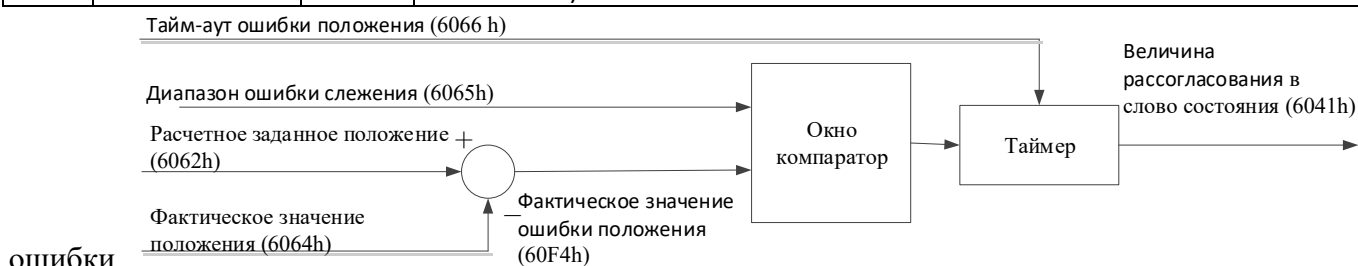 Тайм-аут ошибки положения (6066 h)
Величина
рассогласования в
слово состояния (6041h)
Диапазон ошибки слежения (6065h)
Расчетное заданное положение
(6062h)
+
Окно
компаратор
Таймер
Фактическое значение
положения (6064h)
—
Фактическое значение
ошибки положения
(60F4h)
ошибки